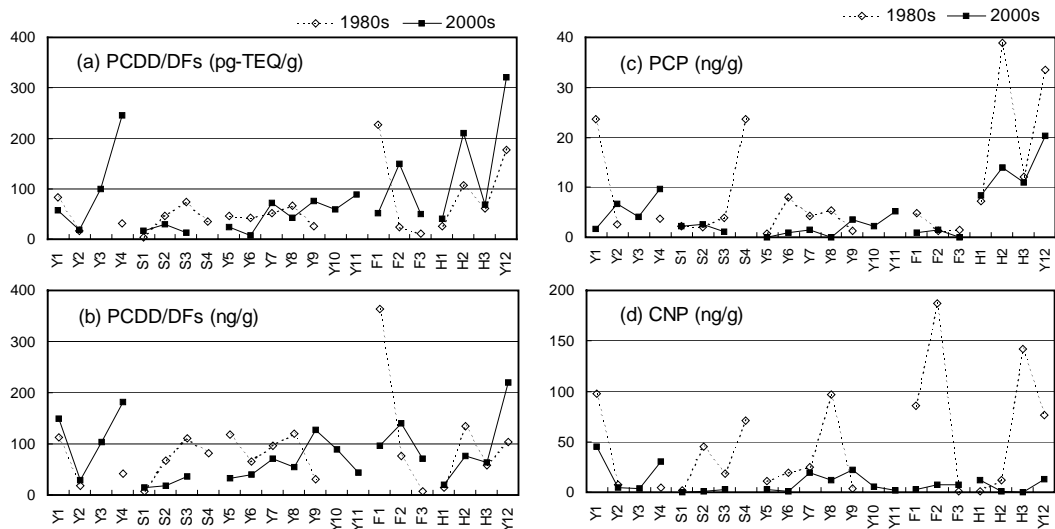 1980s 2000s 1980s 2000s
(a) PCDD/DFs (pg-TEQ/g)
400
300
200
100
0
Y1 Y2 Y3 Y4 S1 S2 S3 S4 Y5 Y6 Y7 Y8 Y9 Y10 Y11 F1 F2 F3 H1 H2 H3 Y12
(c) PCP (ng/g)
40
30
20
10
0
Y1 Y2 Y3 Y4 S1 S2 S3 S4 Y5 Y6 Y7 Y8 Y9 Y10 Y11 F1 F2 F3 H1 H2 H3 Y12
(b) PCDD/DFs (ng/g)
400
300
200
100
0
Y1 Y2 Y3 Y4 S1 S2 S3 S4 Y5 Y6 Y7 Y8 Y9 Y10 Y11 F1 F2 F3 H1 H2 H3 Y12
(d) CNP (ng/g)
200
150
100
50
0
Y1 Y2 Y3 Y4 S1 S2 S3 S4 Y5 Y6 Y7 Y8 Y9 Y10 Y11 F1 F2 F3 H1 H2 H3 Y12